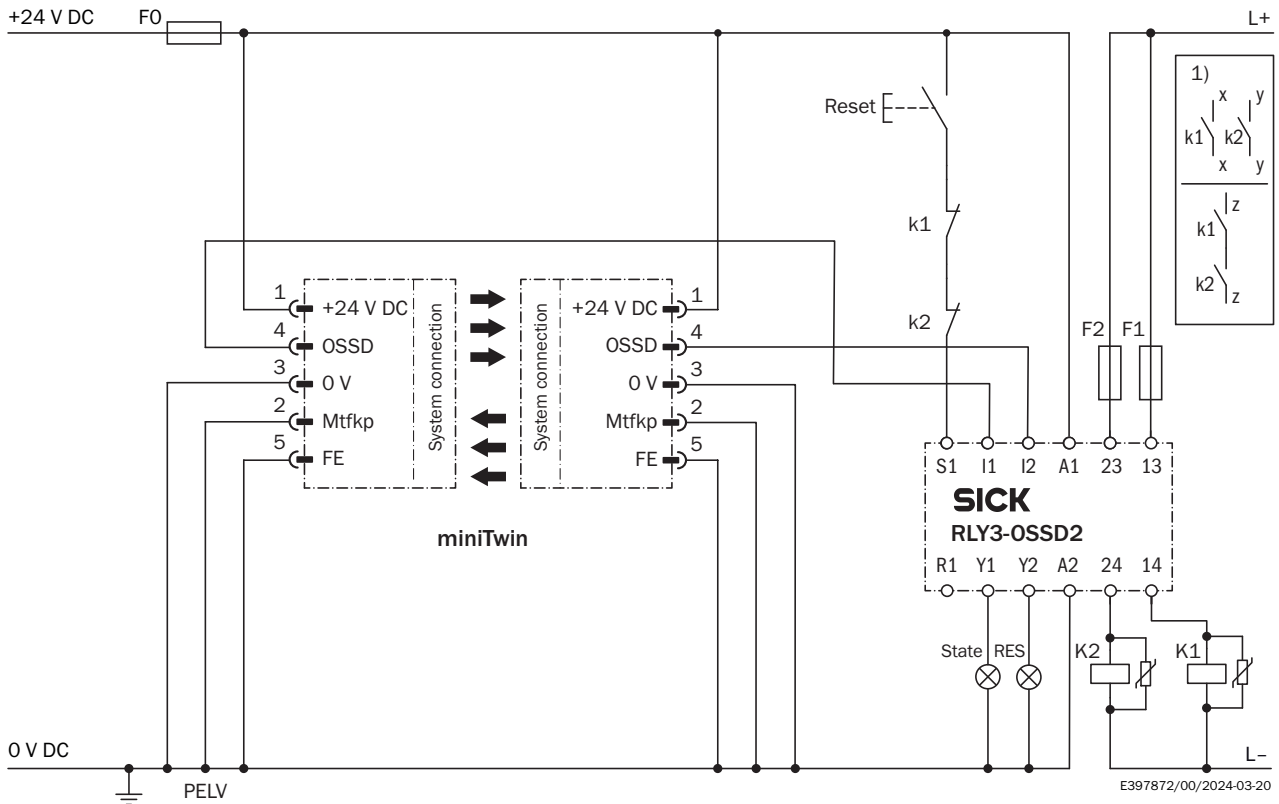 +24 V DC F0 L+
1)
x y
k1 k2
x y
z
k1
k2
z
Reset
k1
k2
F2 F1
1 +24 V DC
4 OSSD
3 0 V
2 Mtfkp
5 FE
System connection
System connection
+24 V DC 1
OSSD 4
0 V 3
Mtfkp 2
FE 5
miniTwin
S1 I1 I2 A1 23 13
SICK
RLY3-OSSD2
R1 Y1 Y2 A2 24 14
State RES K2 K1
0 V DC L–
PELV
E397872/00/2024-03-20